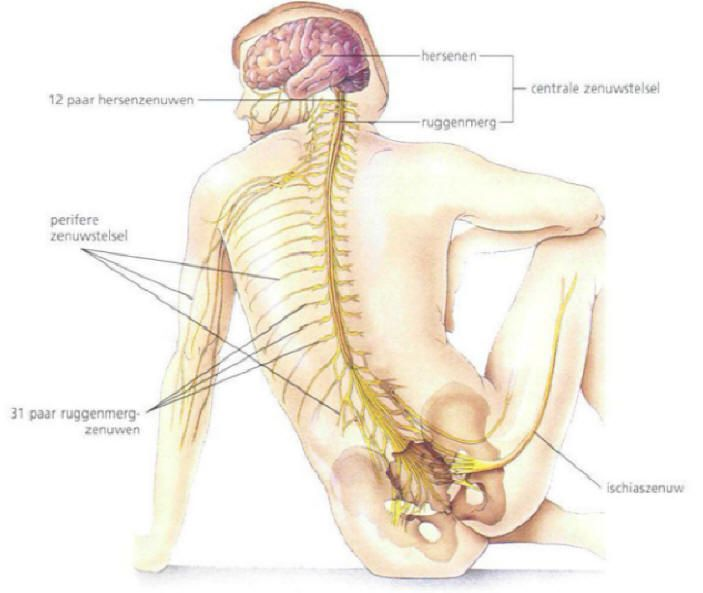 hersenen
centrale zenuwstelsel
12 paar hersenzenuwen
ruggenmerg
perifere
zenuwstelsel
31 paar ruggenmerg-
zenuwen
ischiaszenuw